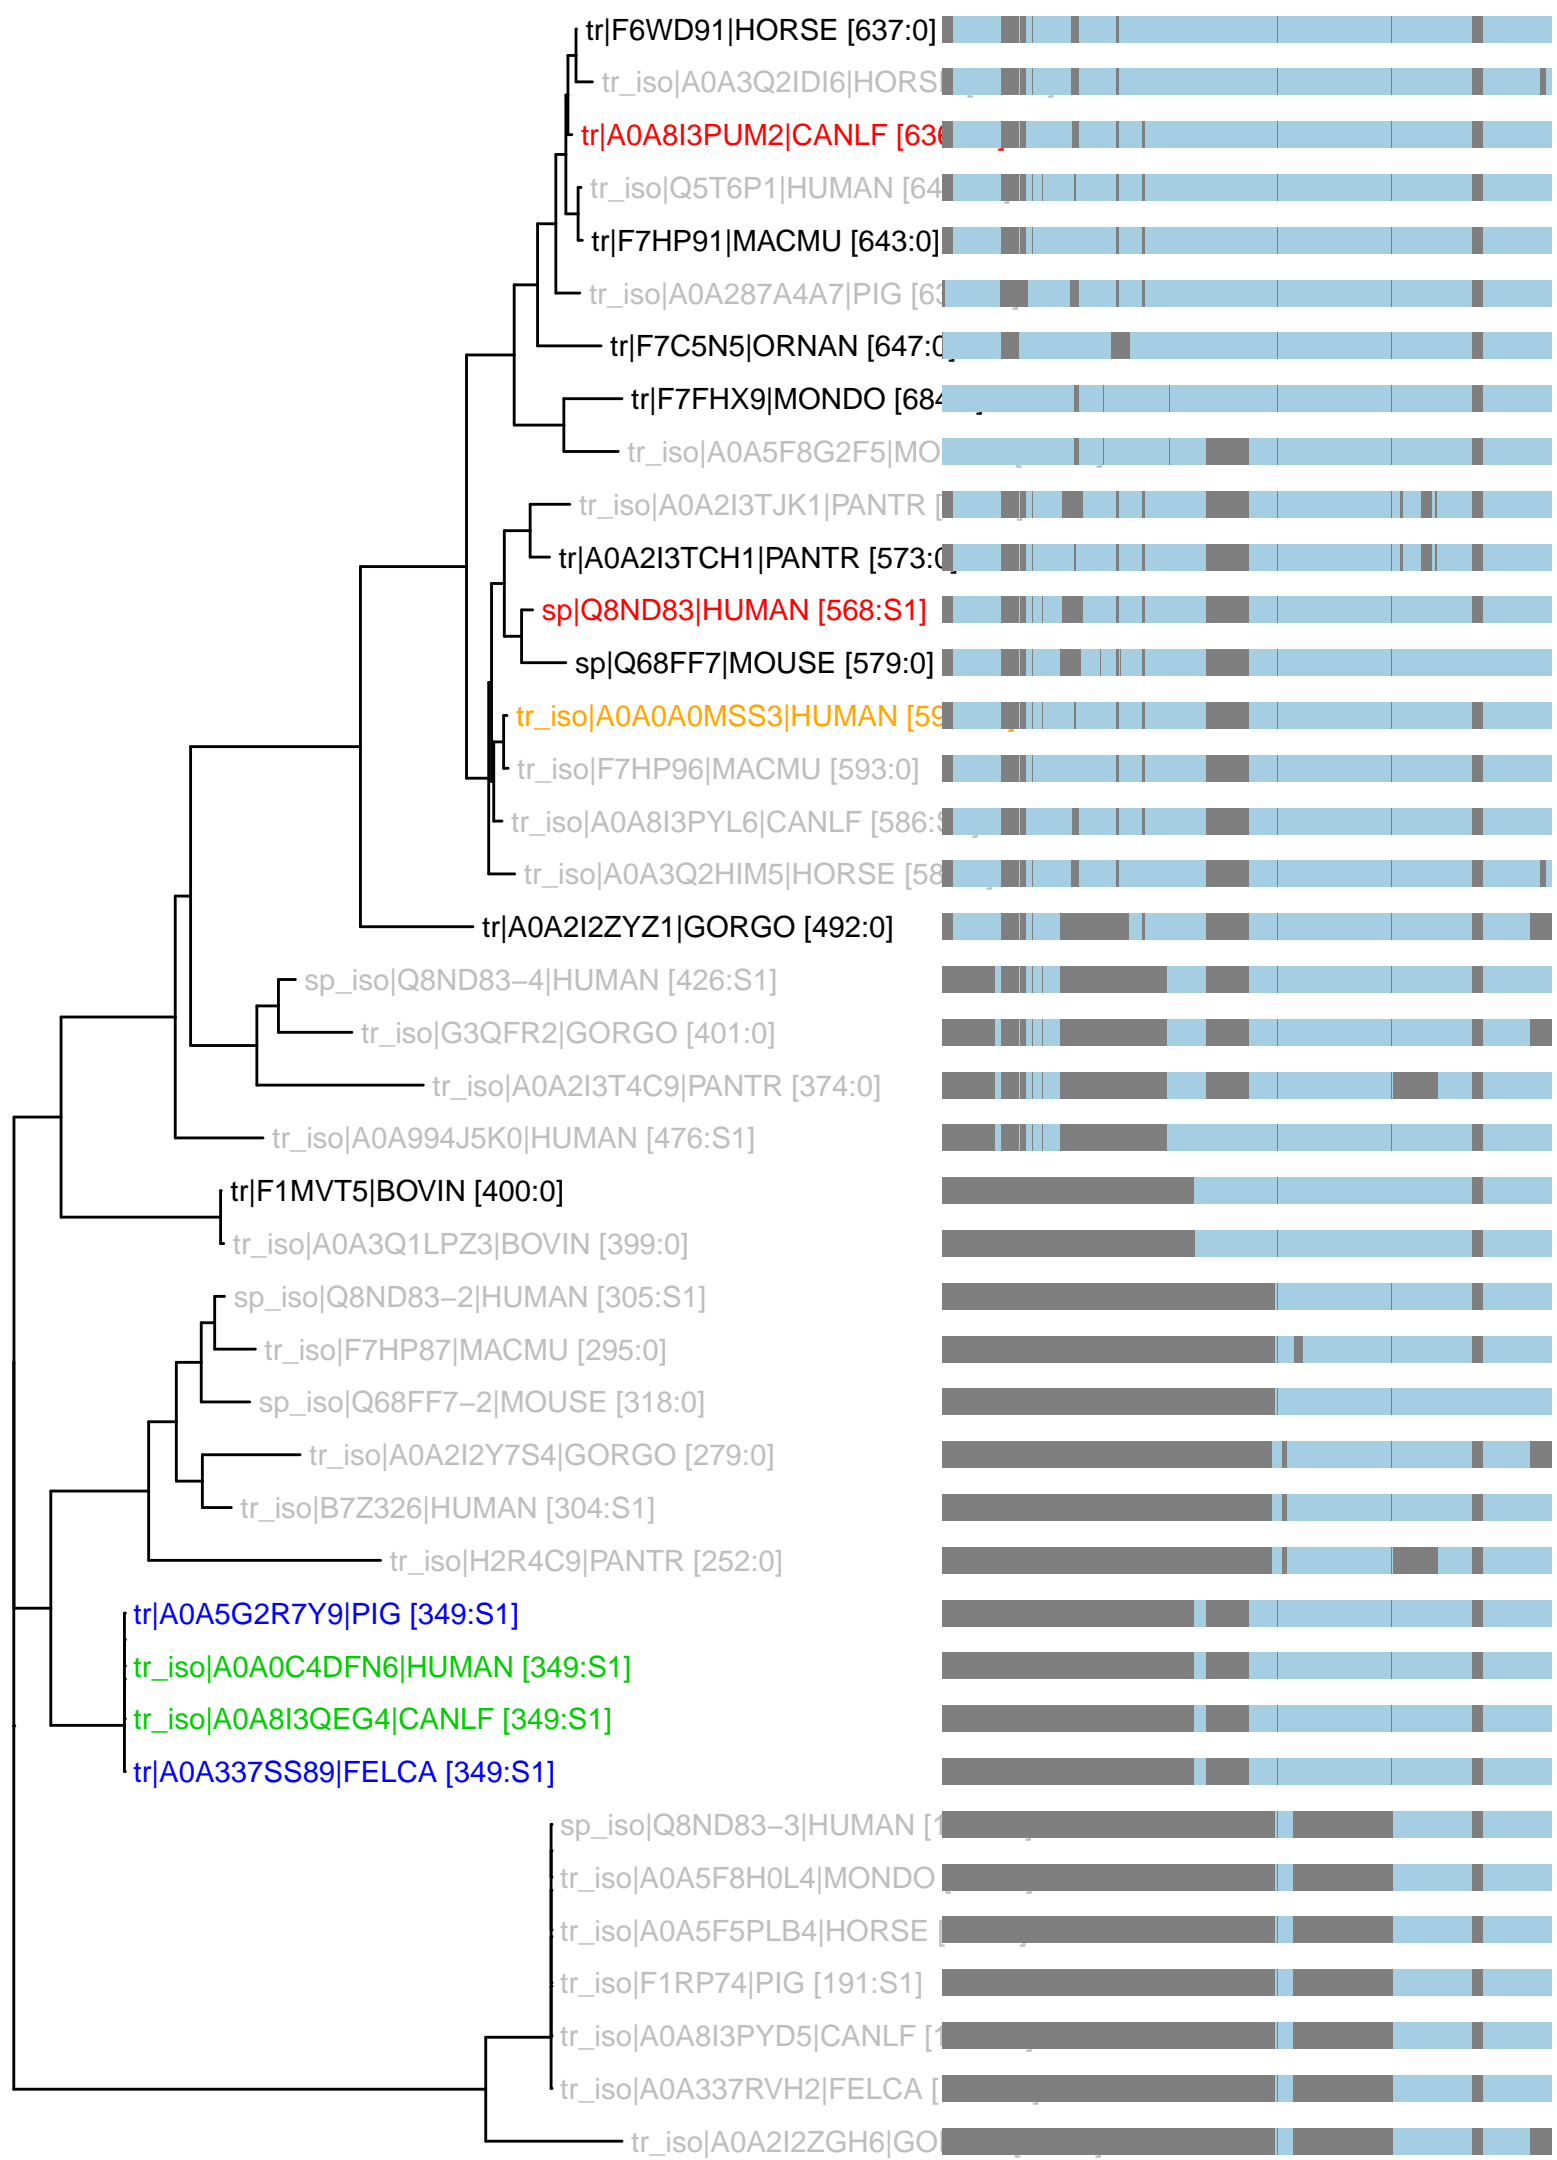 tr|F6WD91|HORSE [637:0]
tr_iso|A0A3Q2IDI6|HORS
tr|A0A8I3PUM2|CANLF [636
tr_iso|Q5T6P1|HUMAN [64
tr|F7HP91|MACMU [643:0]
tr_iso|A0A287A4A7|PIG [63
tr|F7C5N5|ORNAN [647:0]
tr|F7FHX9|MONDO [684
tr_iso|A0A5F8G2F5|MO
tr_iso|A0A2I3TJK1|PANTR [
tr|A0A2I3TCH1|PANTR [573:0]
sp|Q8ND83|HUMAN [568:S1]
sp|Q68FF7|MOUSE [579:0]
tr_iso|A0A0A0MSS3|HUMAN [59
tr_iso|F7HP96|MACMU [593:0]
tr_iso|A0A8I3PYL6|CANLF [586:S
tr_iso|A0A3Q2HIM5|HORSE [58
tr|A0A2I2ZYZ1|GORGO [492:0]
sp_iso|Q8ND83−4|HUMAN [426:S1]
tr_iso|G3QFR2|GORGO [401:0]
tr_iso|A0A2I3T4C9|PANTR [374:0]
tr_iso|A0A994J5K0|HUMAN [476:S1]
tr|F1MVT5|BOVIN [400:0]
tr_iso|A0A3Q1LPZ3|BOVIN [399:0]
sp_iso|Q8ND83−2|HUMAN [305:S1]
tr_iso|F7HP87|MACMU [295:0]
sp_iso|Q68FF7−2|MOUSE [318:0]
tr_iso|A0A2I2Y7S4|GORGO [279:0]
tr_iso|B7Z326|HUMAN [304:S1]
tr_iso|H2R4C9|PANTR [252:0]
tr|A0A5G2R7Y9|PIG [349:S1]
tr_iso|A0A0C4DFN6|HUMAN [349:S1]
tr_iso|A0A8I3QEG4|CANLF [349:S1]
tr|A0A337SS89|FELCA [349:S1]
sp_iso|Q8ND83−3|HUMAN [1
tr_iso|A0A5F8H0L4|MONDO
tr_iso|A0A5F5PLB4|HORSE [
tr_iso|F1RP74|PIG [191:S1]
tr_iso|A0A8I3PYD5|CANLF [1
tr_iso|A0A337RVH2|FELCA [
tr_iso|A0A2I2ZGH6|GO